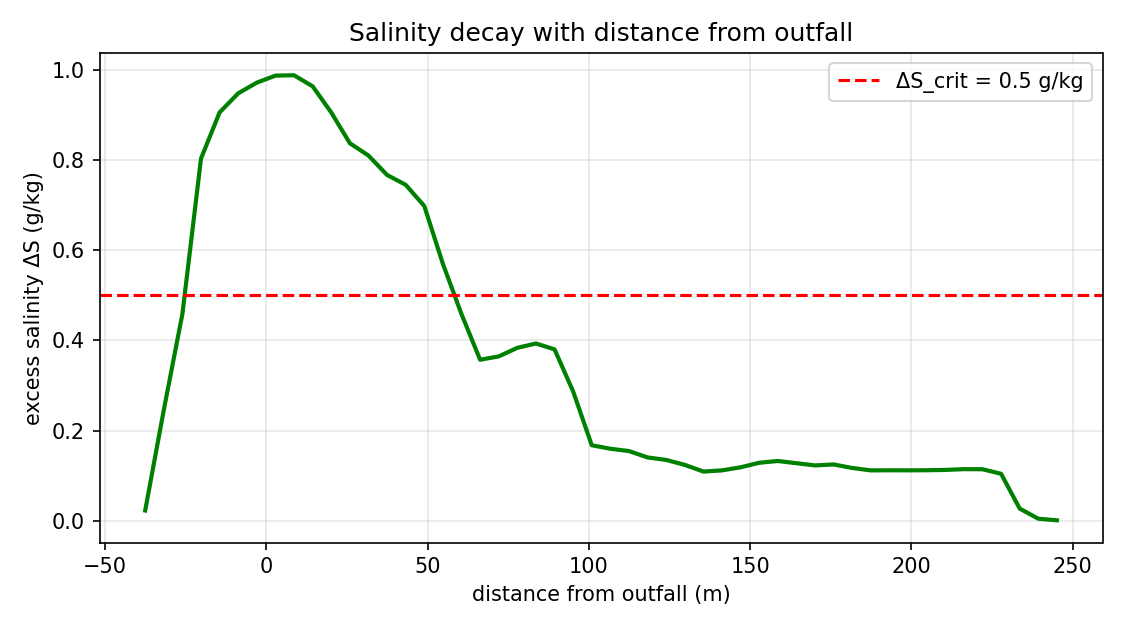 Salinity decay with distance from outfall
ΔS_crit = 0.5 g/kg
excess salinity ΔS (g/kg)
1.0
0.8
0.6
0.4
0.2
0.0
−50 0 50 100 150 200 250
distance from outfall (m)